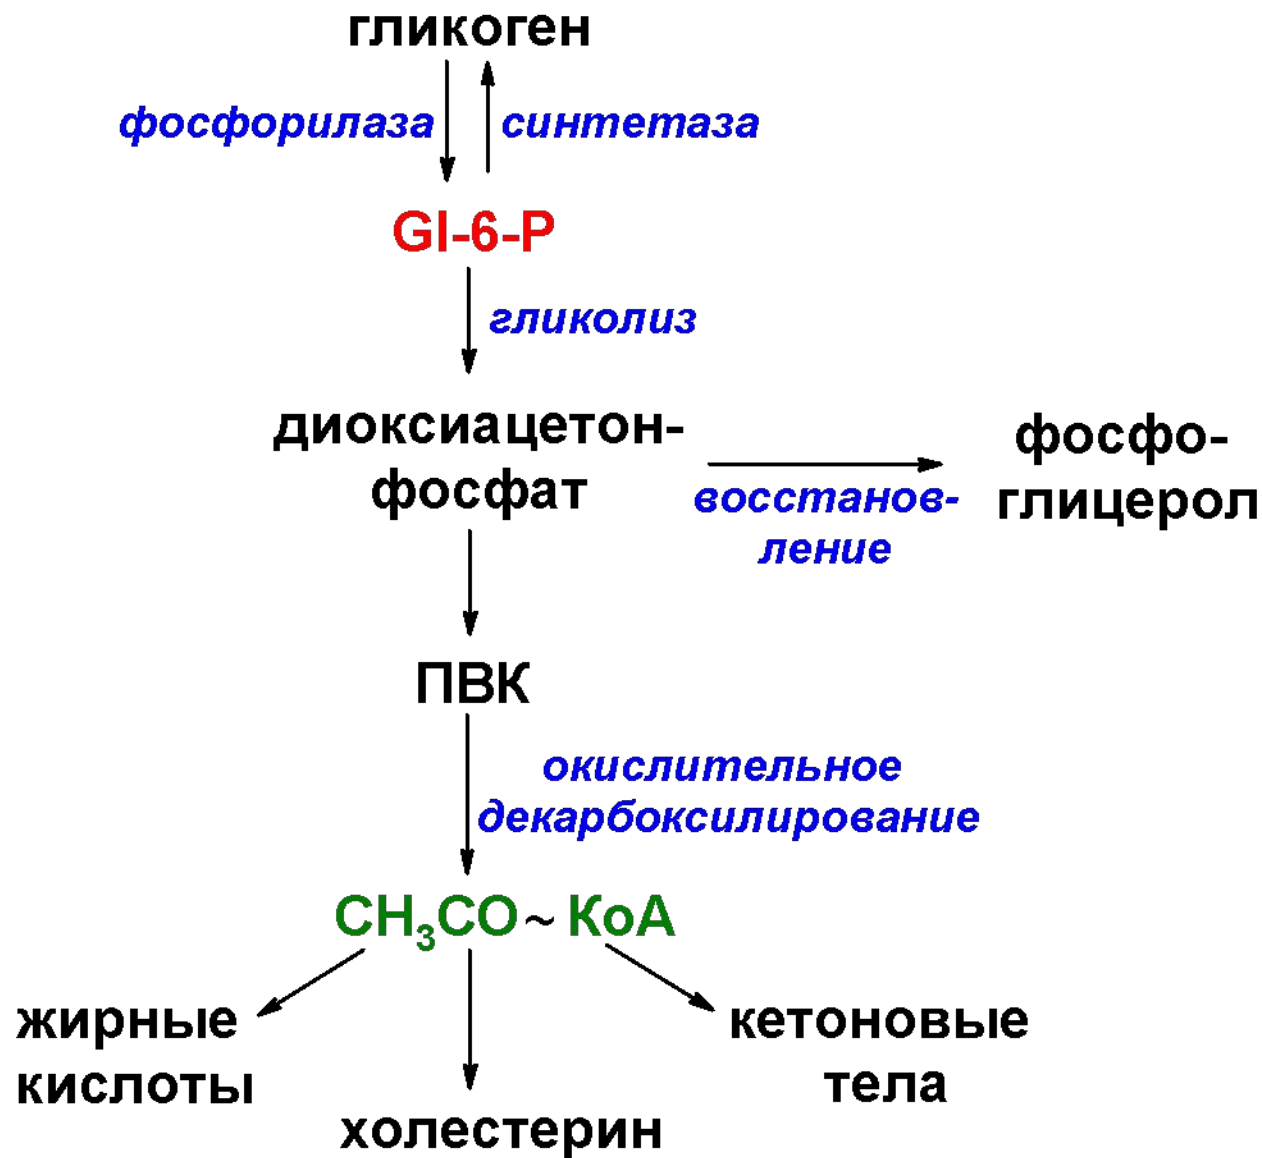 гликоген
фосфорилаза синтетаза
Gl-6-P
гликолиз
диоксиацетон-
фосфат
восстанов-
ление
фосфо-
глицерол
ПВК
окислительное
декарбоксилирование
CH₃CO ~ КоА
жирные
кислоты
холестерин
кетоновые
тела